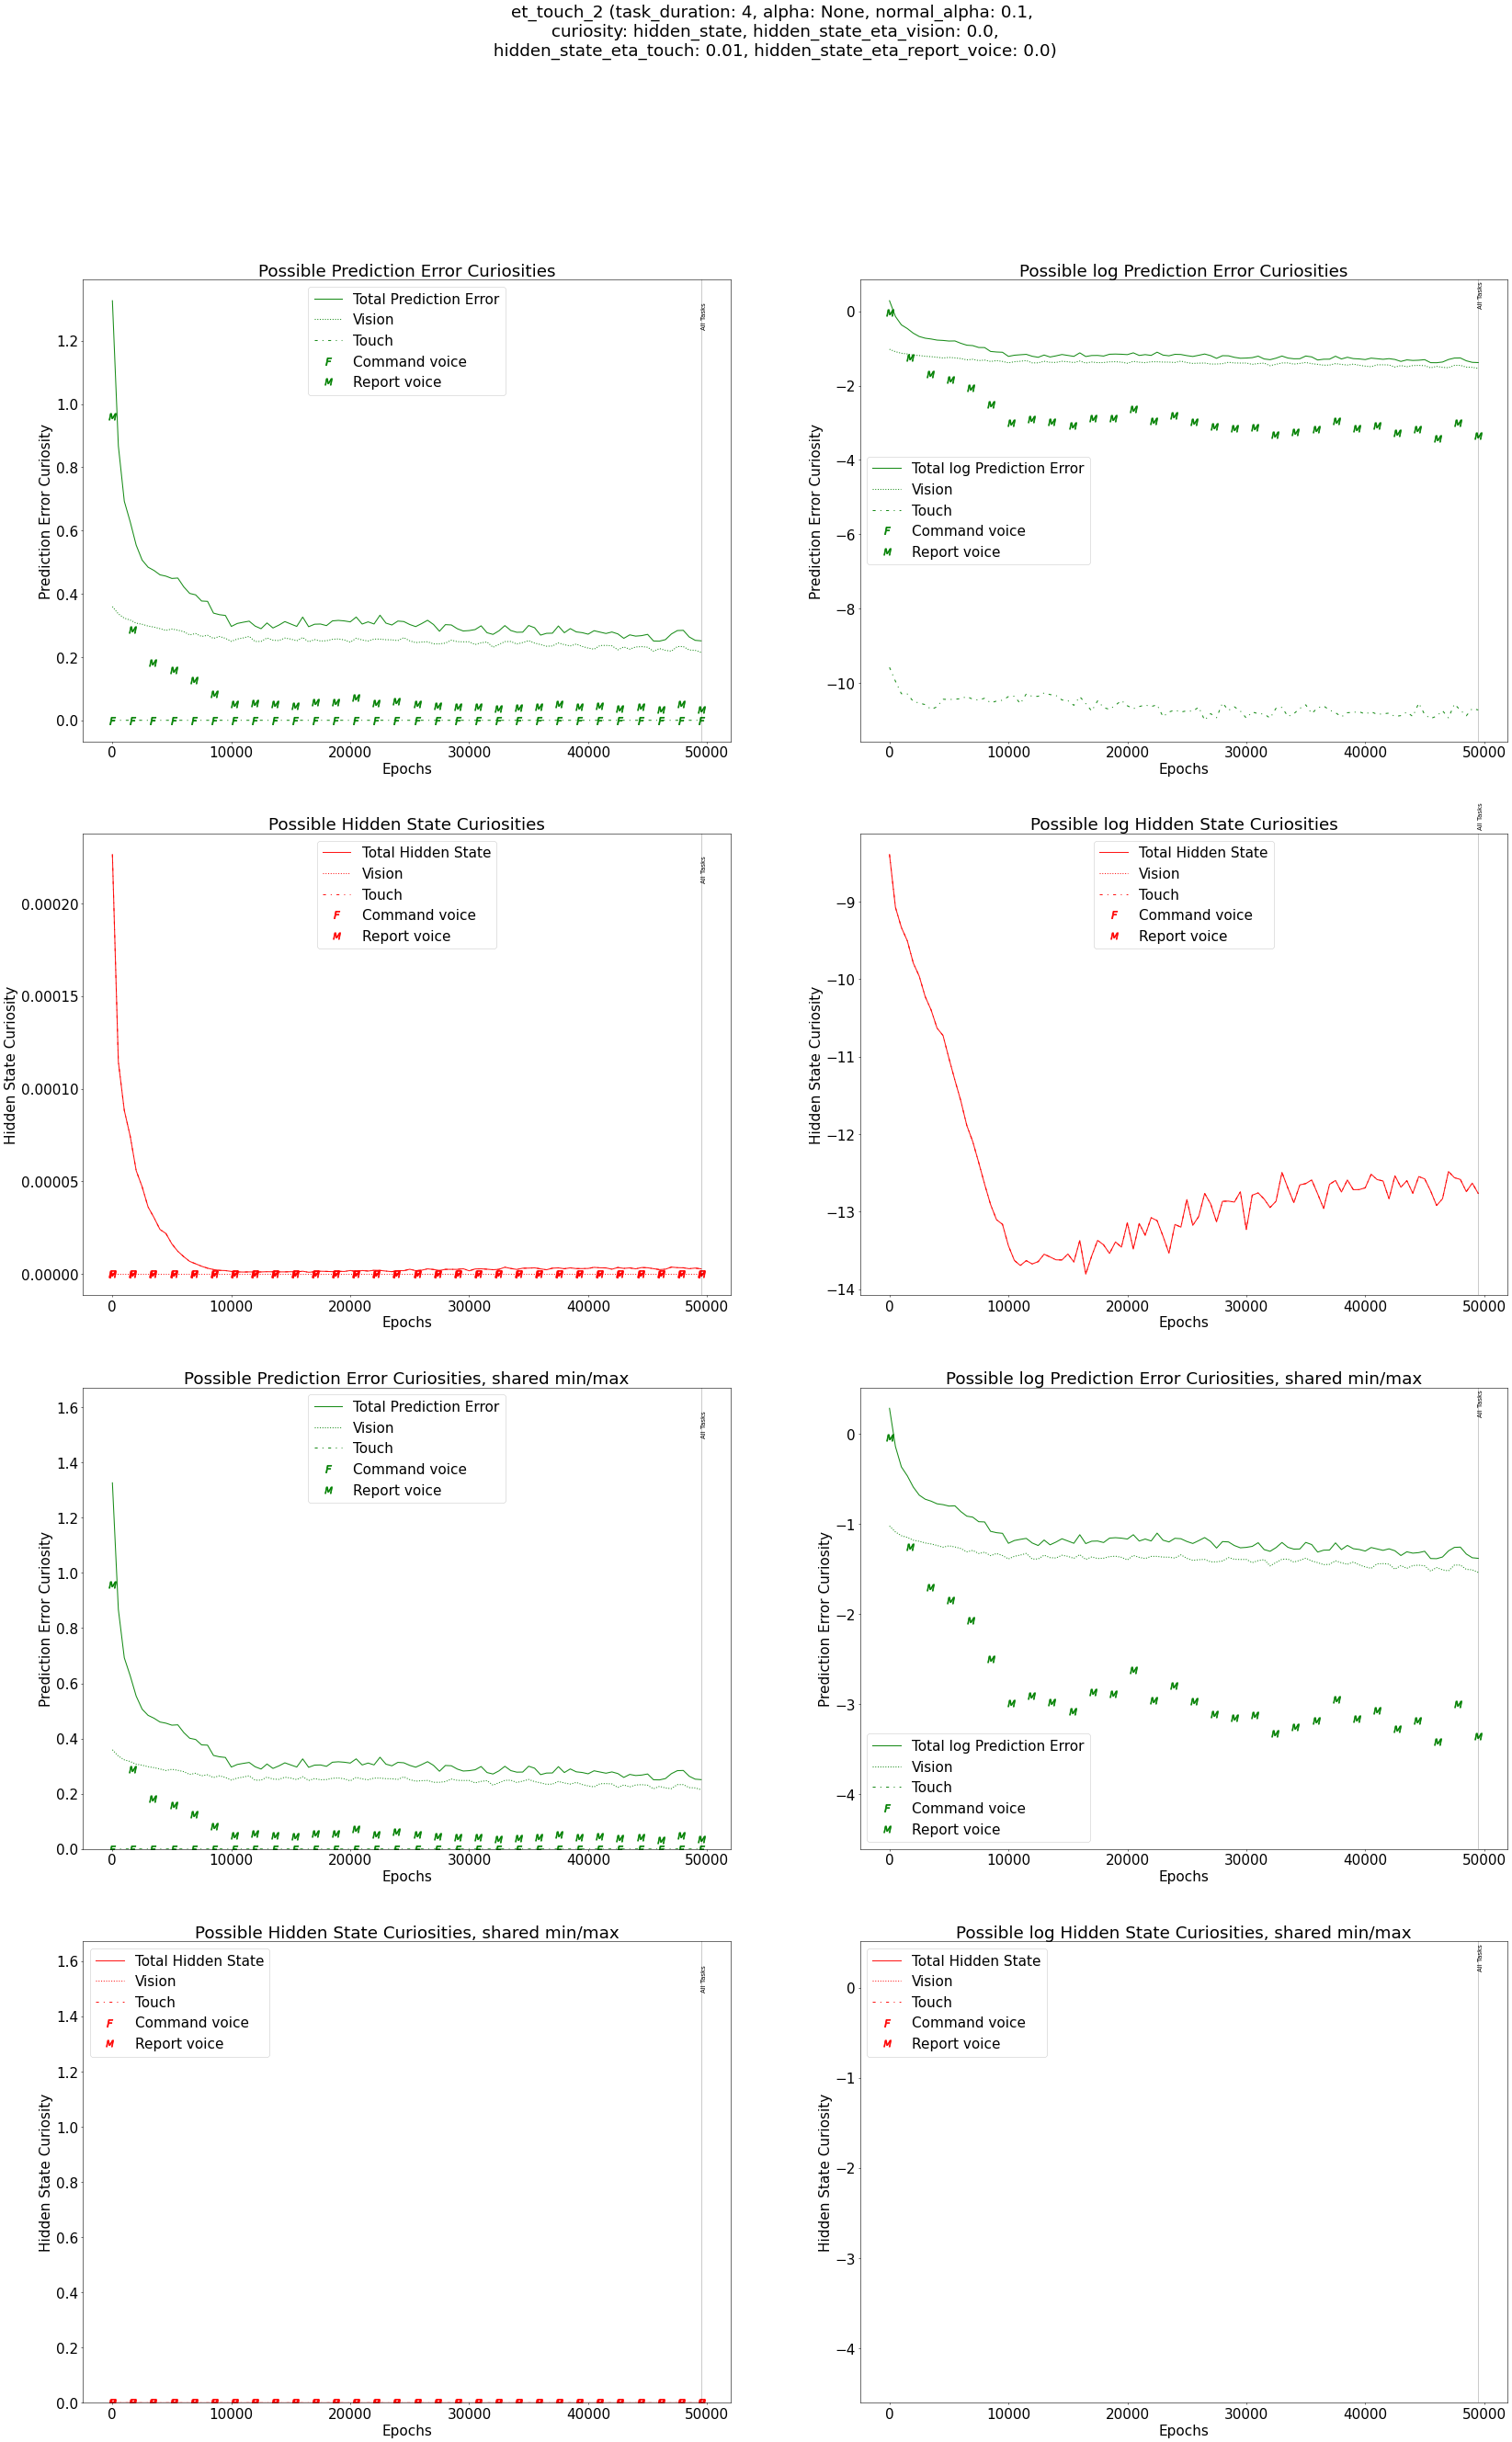 et_touch_2 (task_duration: 4, alpha: None, normal_alpha: 0.1,
curiosity: hidden_state, hidden_state_eta_vision: 0.0,
hidden_state_eta_touch: 0.01, hidden_state_eta_report_voice: 0.0)
Possible Prediction Error Curiosities
Prediction Error Curiosity
1.2
1.0
0.8
0.6
0.4
0.2
0.0
Total Prediction Error
Vision
Touch
F Command voice
M Report voice
All Tasks
0 10000 20000 30000 40000 50000
Epochs
Possible log Prediction Error Curiosities
Prediction Error Curiosity
0
−2
−4
−6
−8
−10
Total log Prediction Error
Vision
Touch
F Command voice
M Report voice
All Tasks
0 10000 20000 30000 40000 50000
Epochs
Possible Hidden State Curiosities
Hidden State Curiosity
0.00020
0.00015
0.00010
0.00005
0.00000
Total Hidden State
Vision
Touch
F Command voice
M Report voice
All Tasks
0 10000 20000 30000 40000 50000
Epochs
Possible log Hidden State Curiosities
Hidden State Curiosity
−9
−10
−11
−12
−13
−14
Total Hidden State
Vision
Touch
F Command voice
M Report voice
All Tasks
0 10000 20000 30000 40000 50000
Epochs
Possible Prediction Error Curiosities, shared min/max
Prediction Error Curiosity
1.6
1.4
1.2
1.0
0.8
0.6
0.4
0.2
0.0
Total Prediction Error
Vision
Touch
F Command voice
M Report voice
All Tasks
0 10000 20000 30000 40000 50000
Epochs
Possible log Prediction Error Curiosities, shared min/max
Prediction Error Curiosity
0
−1
−2
−3
−4
Total log Prediction Error
Vision
Touch
F Command voice
M Report voice
All Tasks
0 10000 20000 30000 40000 50000
Epochs
Possible Hidden State Curiosities, shared min/max
Hidden State Curiosity
1.6
1.4
1.2
1.0
0.8
0.6
0.4
0.2
0.0
Total Hidden State
Vision
Touch
F Command voice
M Report voice
All Tasks
0 10000 20000 30000 40000 50000
Epochs
Possible log Hidden State Curiosities, shared min/max
Hidden State Curiosity
0
−1
−2
−3
−4
Total Hidden State
Vision
Touch
F Command voice
M Report voice
All Tasks
0 10000 20000 30000 40000 50000
Epochs